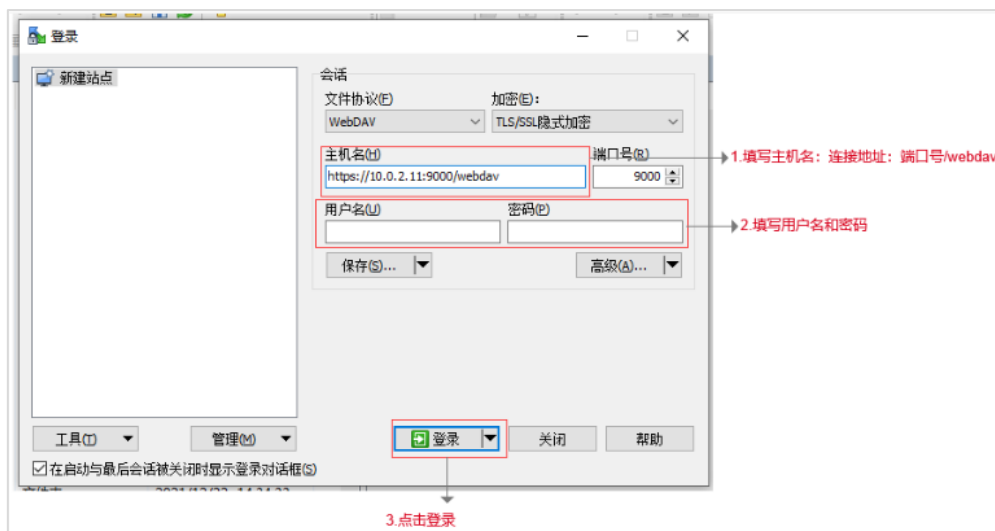 登录
新建站点
会话
文件协议(F)
加密(E):
WebDAV
TLS/SSL隐式加密
主机名(H)
端口号(R)
1.填写主机名：连接地址：端口号/webdav
https://10.0.2.11:9000/webdav
9000
用户名(U)
密码(P)
2.填写用户名和密码
保存(S)...
高级(A)...
工具(T)
管理(M)
登录
关闭
帮助
在启动与最后会话被关闭时显示登录对话框(S)
3.点击登录